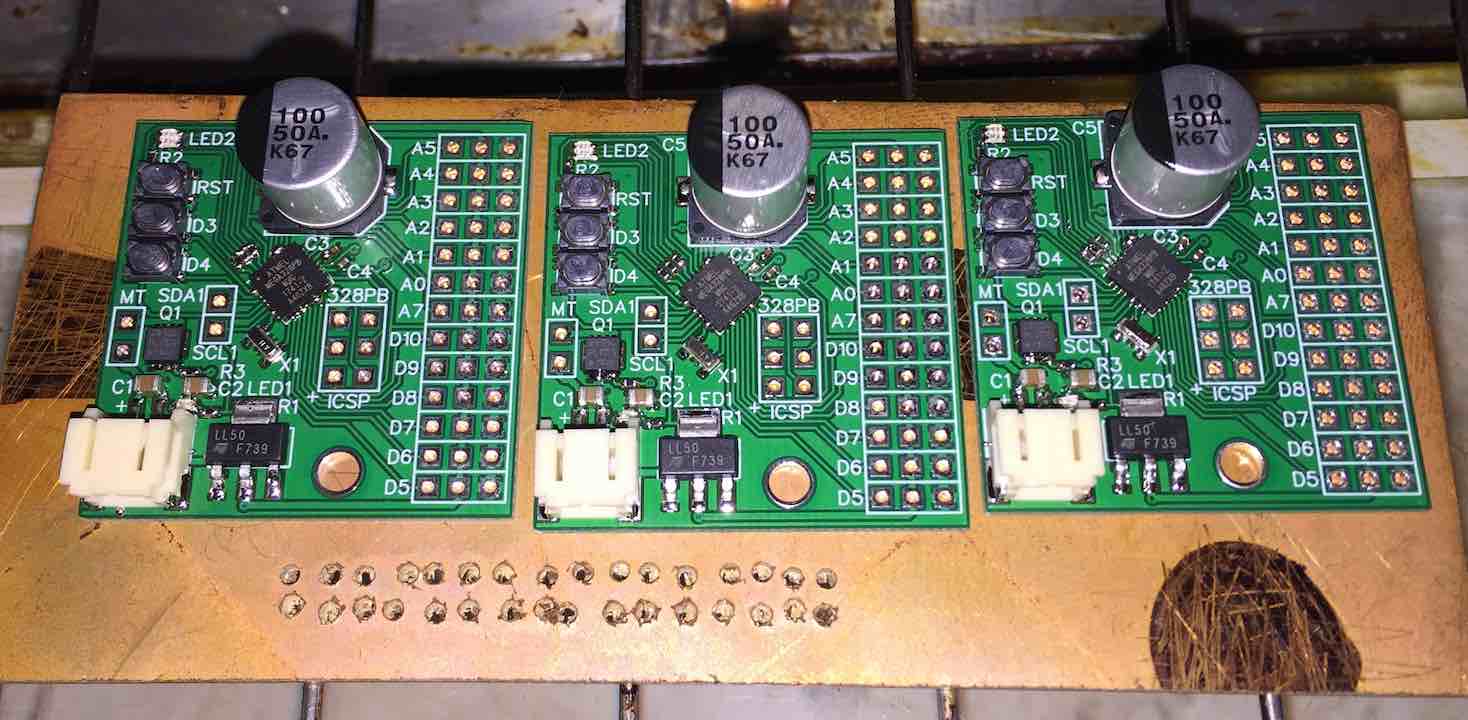 100
50A.
K67
LED2
R2
RST
D3
D4
C3
C4
328PB
MT
SDA1
Q1
SCL1
X1
R3
C1
C2
LED1
R1
+
+ ICSP
LL50
F739
A5
A4
A3
A2
A1
A0
A7
D10
D9
D8
D7
D6
D5
100
50A.
K67
LED2
C5
R2
RST
D3
D4
C3
C4
328PB
MT
SDA1
Q1
SCL1
X1
R3
C1
C2
LED1
R1
+
+ ICSP
LL50
F739
A5
A4
A3
A2
A1
A0
A7
D10
D9
D8
D7
D6
D5
100
50A.
K67
LED2
C5
R2
RST
D3
D4
C3
C4
328PB
MT
SDA1
Q1
SCL1
X1
R3
C1
C2
LED1
R1
+
+ ICSP
LL50
F739
A5
A4
A3
A2
A1
A0
A7
D10
D9
D8
D7
D6
D5